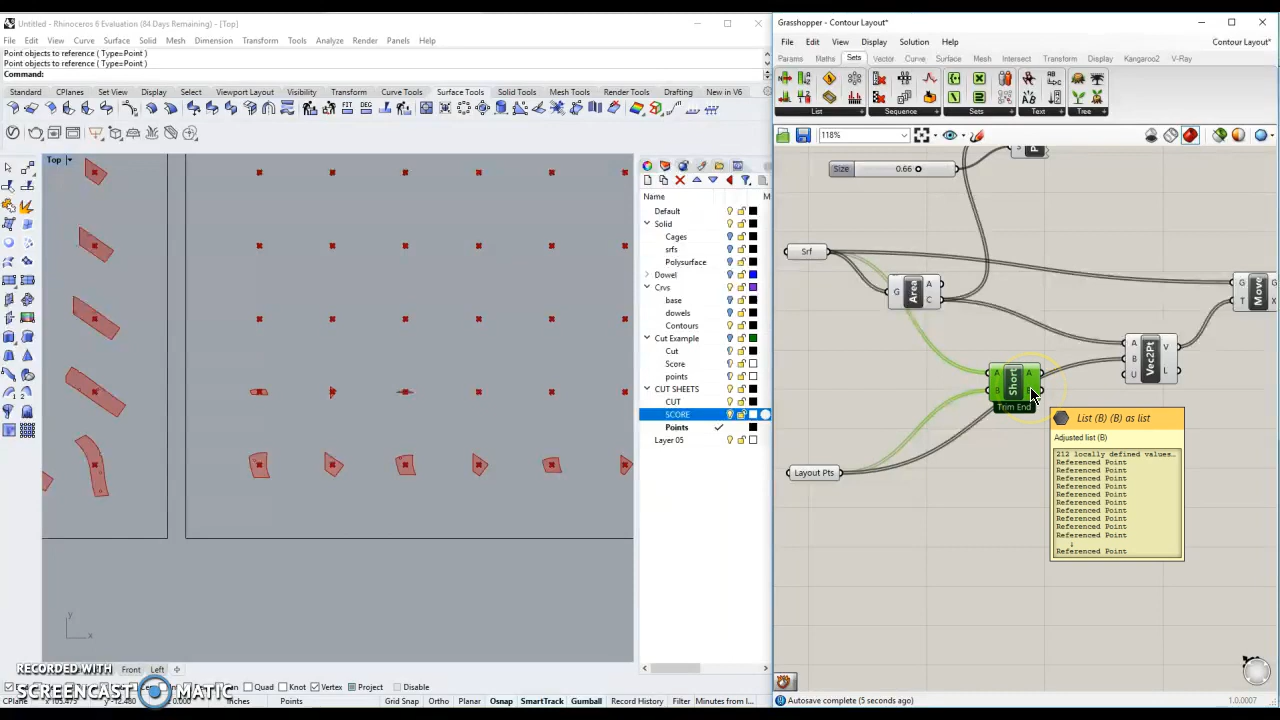 Untitled - Rhinoceros 6 Evaluation (84 Days Remaining) - [Top]
File Edit View Curve Surface Solid Mesh Dimension Transform Tools Analyze Render Panels Help
Point objects to reference ( Type=Point )
Point objects to reference ( Type=Point )
Command:
Standard CPlanes Set View Display Select Viewport Layout Visibility Transform Curve Tools Surface Tools Solid Tools Mesh Tools Render Tools Drafting New in V6
Top
Name M
Default
Solid
Cages
srfs
Polysurface
Dowel
Crvs
base
dowels
Contours
Cut Example
Cut
Score
points
CUT SHEETS
CUT
SCORE
Points
Layer 05
y
x
Front Left
Quad Knot Vertex Project Disable
CPlane Inches Points Grid Snap Ortho Planar Osnap SmartTrack Gumball Record History Filter Minutes from l...
RECORDED WITH
SCREENCAST MATIC
Grasshopper - Contour Layout*
File Edit View Display Solution Help Contour Layout*
Params Maths Sets Vector Curve Surface Mesh Intersect Transform Display Kangaroo2 V-Ray
List Sequence Sets Text Tree
118%
Size 0.66
Srf
G Area A C
Move G T G X
A B U Vec2Pt V L
A B Short A
Trim End
Layout Pts
List (B) (B) as list
Adjusted list (B)
212 locally defined values…
Referenced Point
Referenced Point
Referenced Point
Referenced Point
Referenced Point
Referenced Point
Referenced Point
Referenced Point
Referenced Point
Referenced Point
Referenced Point
Autosave complete (5 seconds ago) 1.0.0007